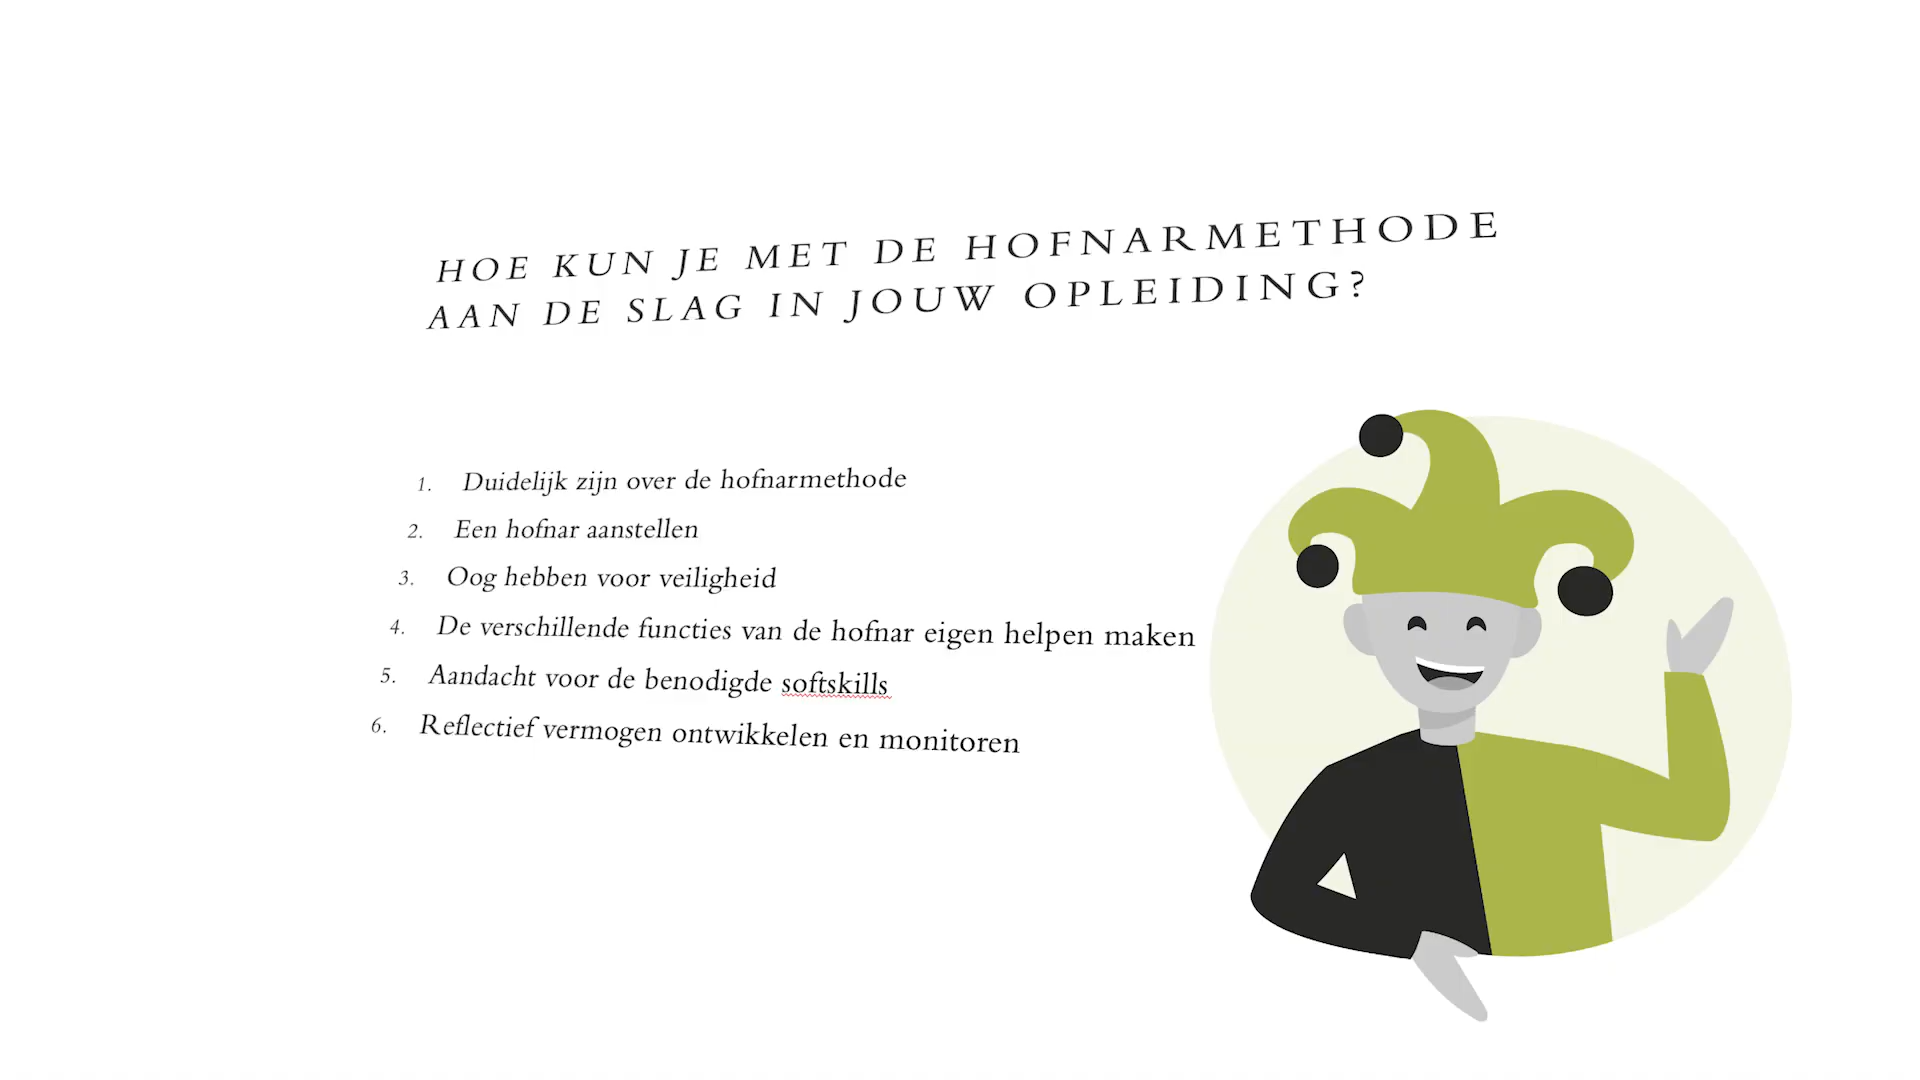 HOE KUN JE MET DE HOFNARMETHODE
AAN DE SLAG IN JOUW OPLEIDING?
1. Duidelijk zijn over de hofnarmethode
2. Een hofnar aanstellen
3. Oog hebben voor veiligheid
4. De verschillende functies van de hofnar eigen helpen maken
5. Aandacht voor de benodigde softskills
6. Reflectief vermogen ontwikkelen en monitoren